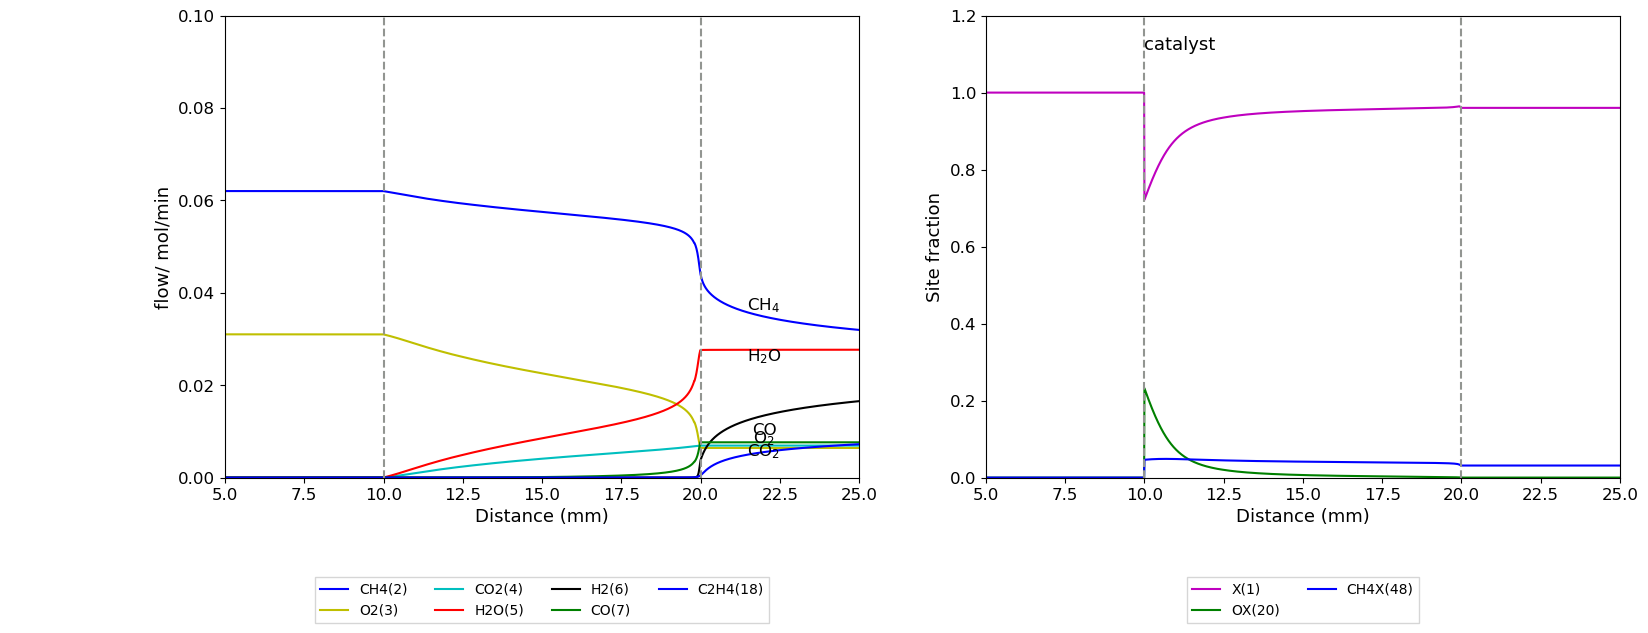 0.10
0.08
0.06
0.04
0.02
0.00
flow/ mol/min
CH4
H2O
CO
O2
CO2
5.0 7.5 10.0 12.5 15.0 17.5 20.0 22.5 25.0
Distance (mm)
CH4(2) CO2(4) H2(6) C2H4(18)
O2(3) H2O(5) CO(7)
1.2
1.0
0.8
0.6
0.4
0.2
0.0
Site fraction
catalyst
5.0 7.5 10.0 12.5 15.0 17.5 20.0 22.5 25.0
Distance (mm)
X(1) CH4X(48)
OX(20)